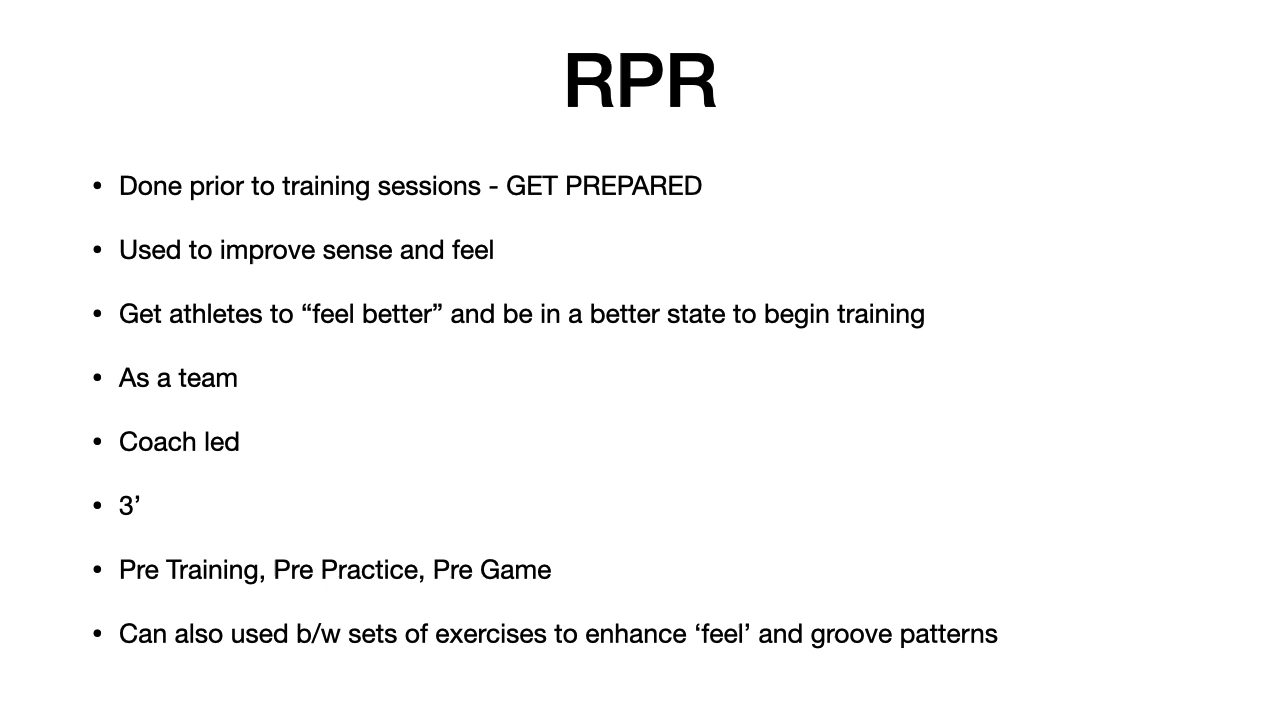 RPR
• Done prior to training sessions - GET PREPARED
• Used to improve sense and feel
• Get athletes to “feel better” and be in a better state to begin training
• As a team
• Coach led
• 3’
• Pre Training, Pre Practice, Pre Game
• Can also used b/w sets of exercises to enhance ‘feel’ and groove patterns